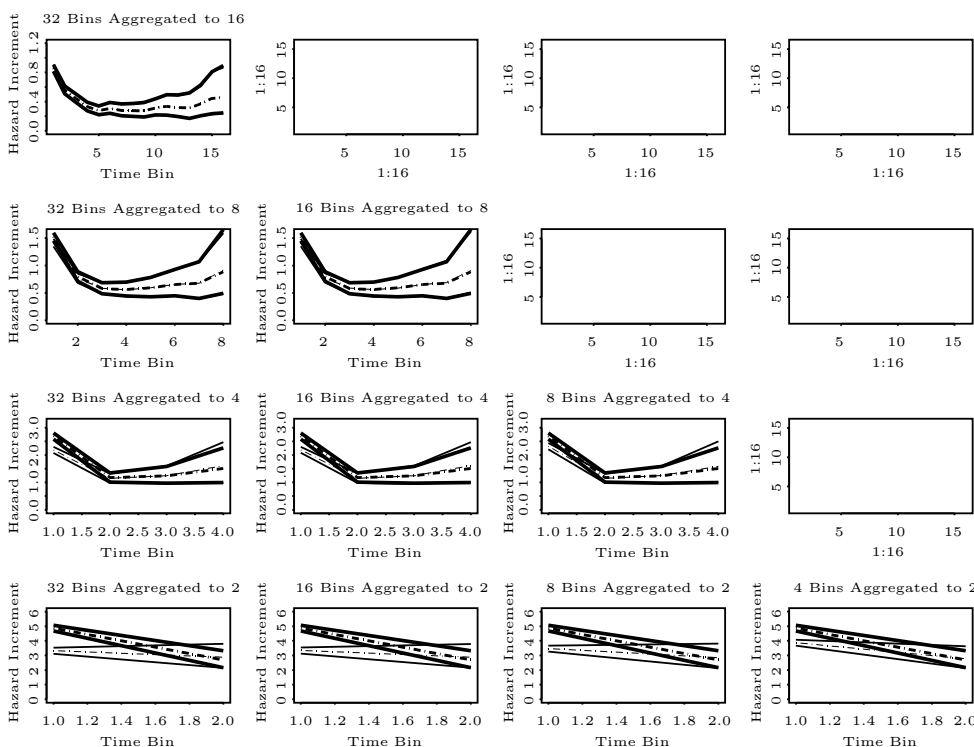 32 Bins Aggregated to 16
Hazard Increment
0.0 0.4 0.8 1.2
5 10 15
Time Bin
1:16
5 10 15
5 10 15
1:16
1:16
5 10 15
5 10 15
1:16
1:16
5 10 15
5 10 15
1:16
32 Bins Aggregated to 8
Hazard Increment
0.0 0.5 1.0 1.5
2 4 6 8
Time Bin
16 Bins Aggregated to 8
Hazard Increment
0.0 0.5 1.0 1.5
2 4 6 8
Time Bin
1:16
5 10 15
5 10 15
1:16
1:16
5 10 15
5 10 15
1:16
32 Bins Aggregated to 4
Hazard Increment
0.0 1.0 2.0 3.0
1.0 1.5 2.0 2.5 3.0 3.5 4.0
Time Bin
16 Bins Aggregated to 4
Hazard Increment
0.0 1.0 2.0 3.0
1.0 1.5 2.0 2.5 3.0 3.5 4.0
Time Bin
8 Bins Aggregated to 4
Hazard Increment
0.0 1.0 2.0 3.0
1.0 1.5 2.0 2.5 3.0 3.5 4.0
Time Bin
1:16
5 10 15
5 10 15
1:16
32 Bins Aggregated to 2
Hazard Increment
0 1 2 3 4 5 6
1.0 1.2 1.4 1.6 1.8 2.0
Time Bin
16 Bins Aggregated to 2
Hazard Increment
0 1 2 3 4 5 6
1.0 1.2 1.4 1.6 1.8 2.0
Time Bin
8 Bins Aggregated to 2
Hazard Increment
0 1 2 3 4 5 6
1.0 1.2 1.4 1.6 1.8 2.0
Time Bin
4 Bins Aggregated to 2
Hazard Increment
0 1 2 3 4 5 6
1.0 1.2 1.4 1.6 1.8 2.0
Time Bin